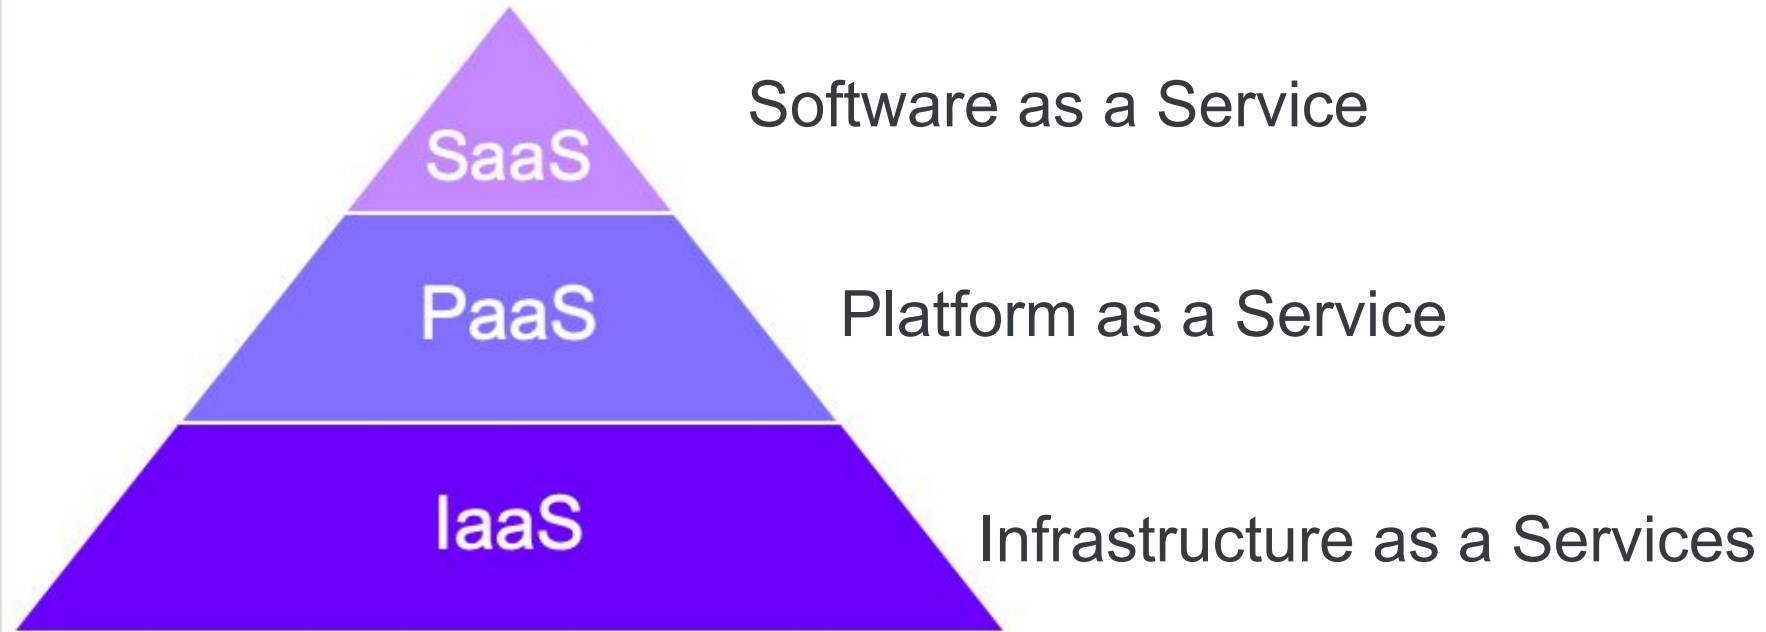 Software as a Service
SaaS
PaaS
Platform as a Service
IaaS
Infrastructure as a Services